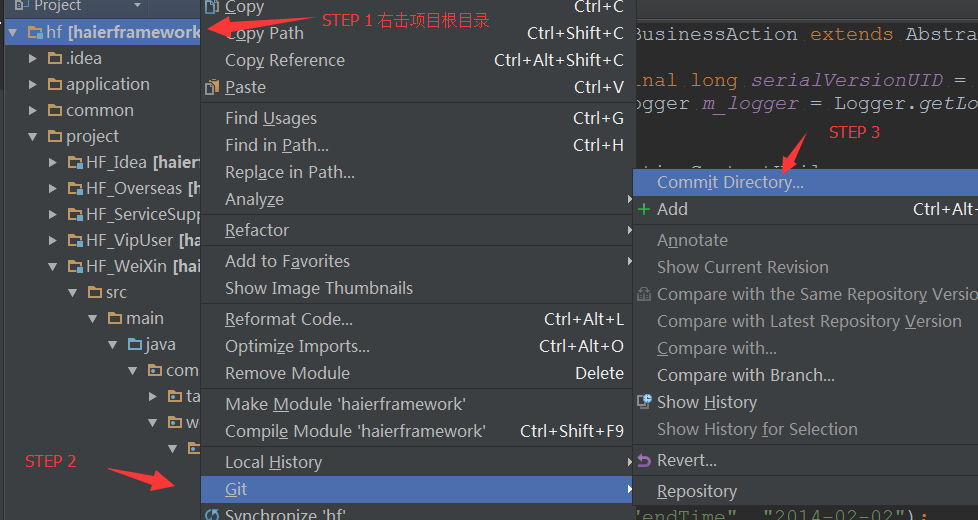 Project
hf [haierframework
.idea
application
common
project
HF_Idea [haierf
HF_Overseas [h
HF_ServiceSupp
HF_VipUser [ha
HF_WeiXin [hai
src
main
java
com
ta
w
STEP 1 右击项目根目录
STEP 2
Copy Ctrl+C
Copy Path Ctrl+Shift+C
Copy Reference Ctrl+Alt+Shift+C
Paste Ctrl+V
Find Usages Ctrl+G
Find in Path... Ctrl+H
Replace in Path...
Analyze
Refactor
Add to Favorites
Show Image Thumbnails
Reformat Code... Ctrl+Alt+L
Optimize Imports... Ctrl+Alt+O
Remove Module Delete
Make Module 'haierframework'
Compile Module 'haierframework' Ctrl+Shift+F9
Local History
Git
Synchronize 'hf'
BusinessAction extends Abstra
nal long serialVersionUID =
ogger m_logger = Logger.getLo
STEP 3
Commit Directory...
Add Ctrl+Alt+
Annotate
Show Current Revision
Compare with the Same Repository Versio
Compare with Latest Repository Version
Compare with...
Compare with Branch...
Show History
Show History for Selection
Revert...
Repository
"endTime" "2014-02-02");